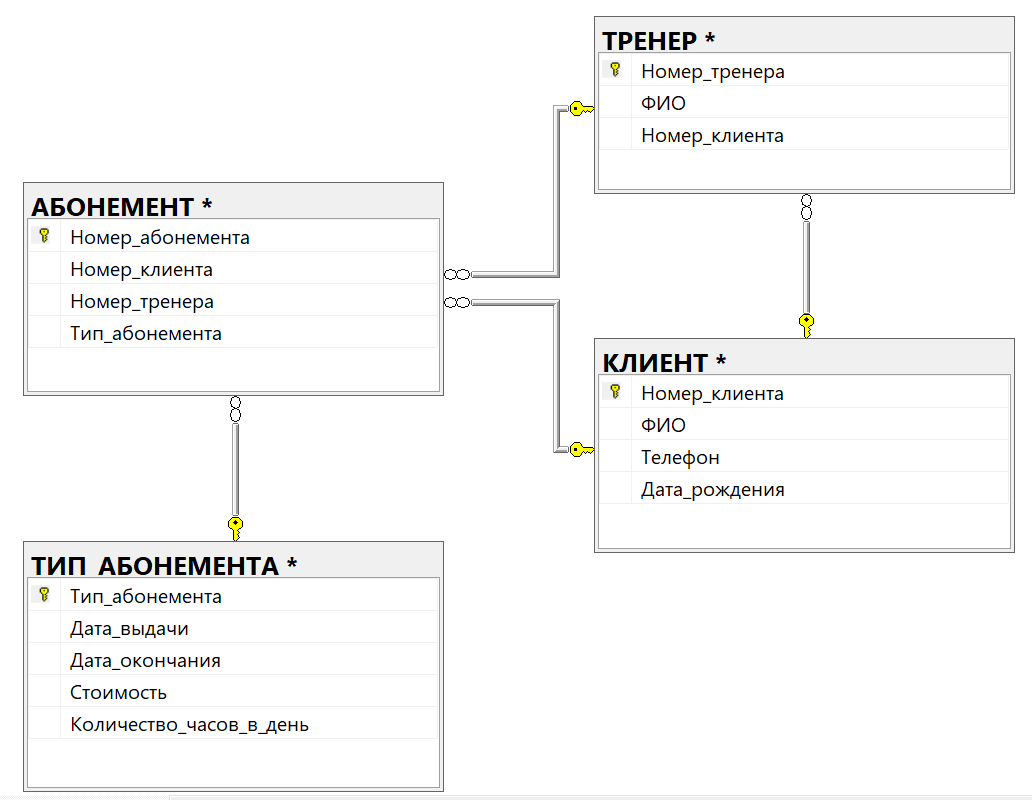 ТРЕНЕР *
Номер_тренера
ФИО
Номер_клиента
АБОНЕМЕНТ *
Номер_абонемента
Номер_клиента
Номер_тренера
Тип_абонемента
КЛИЕНТ *
Номер_клиента
ФИО
Телефон
Дата_рождения
ТИП_АБОНЕМЕНТА *
Тип_абонемента
Дата_выдачи
Дата_окончания
Стоимость
Количество_часов_в_день